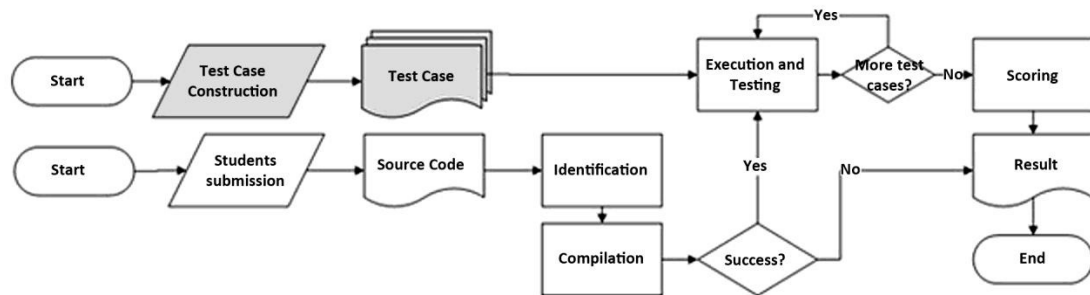 Yes
Start
Test Case
Construction
Test Case
Execution and
Testing
More test
cases?
No
Scoring
Start
Students
submission
Source Code
Identification
Yes
No
Result
Compilation
Success?
End